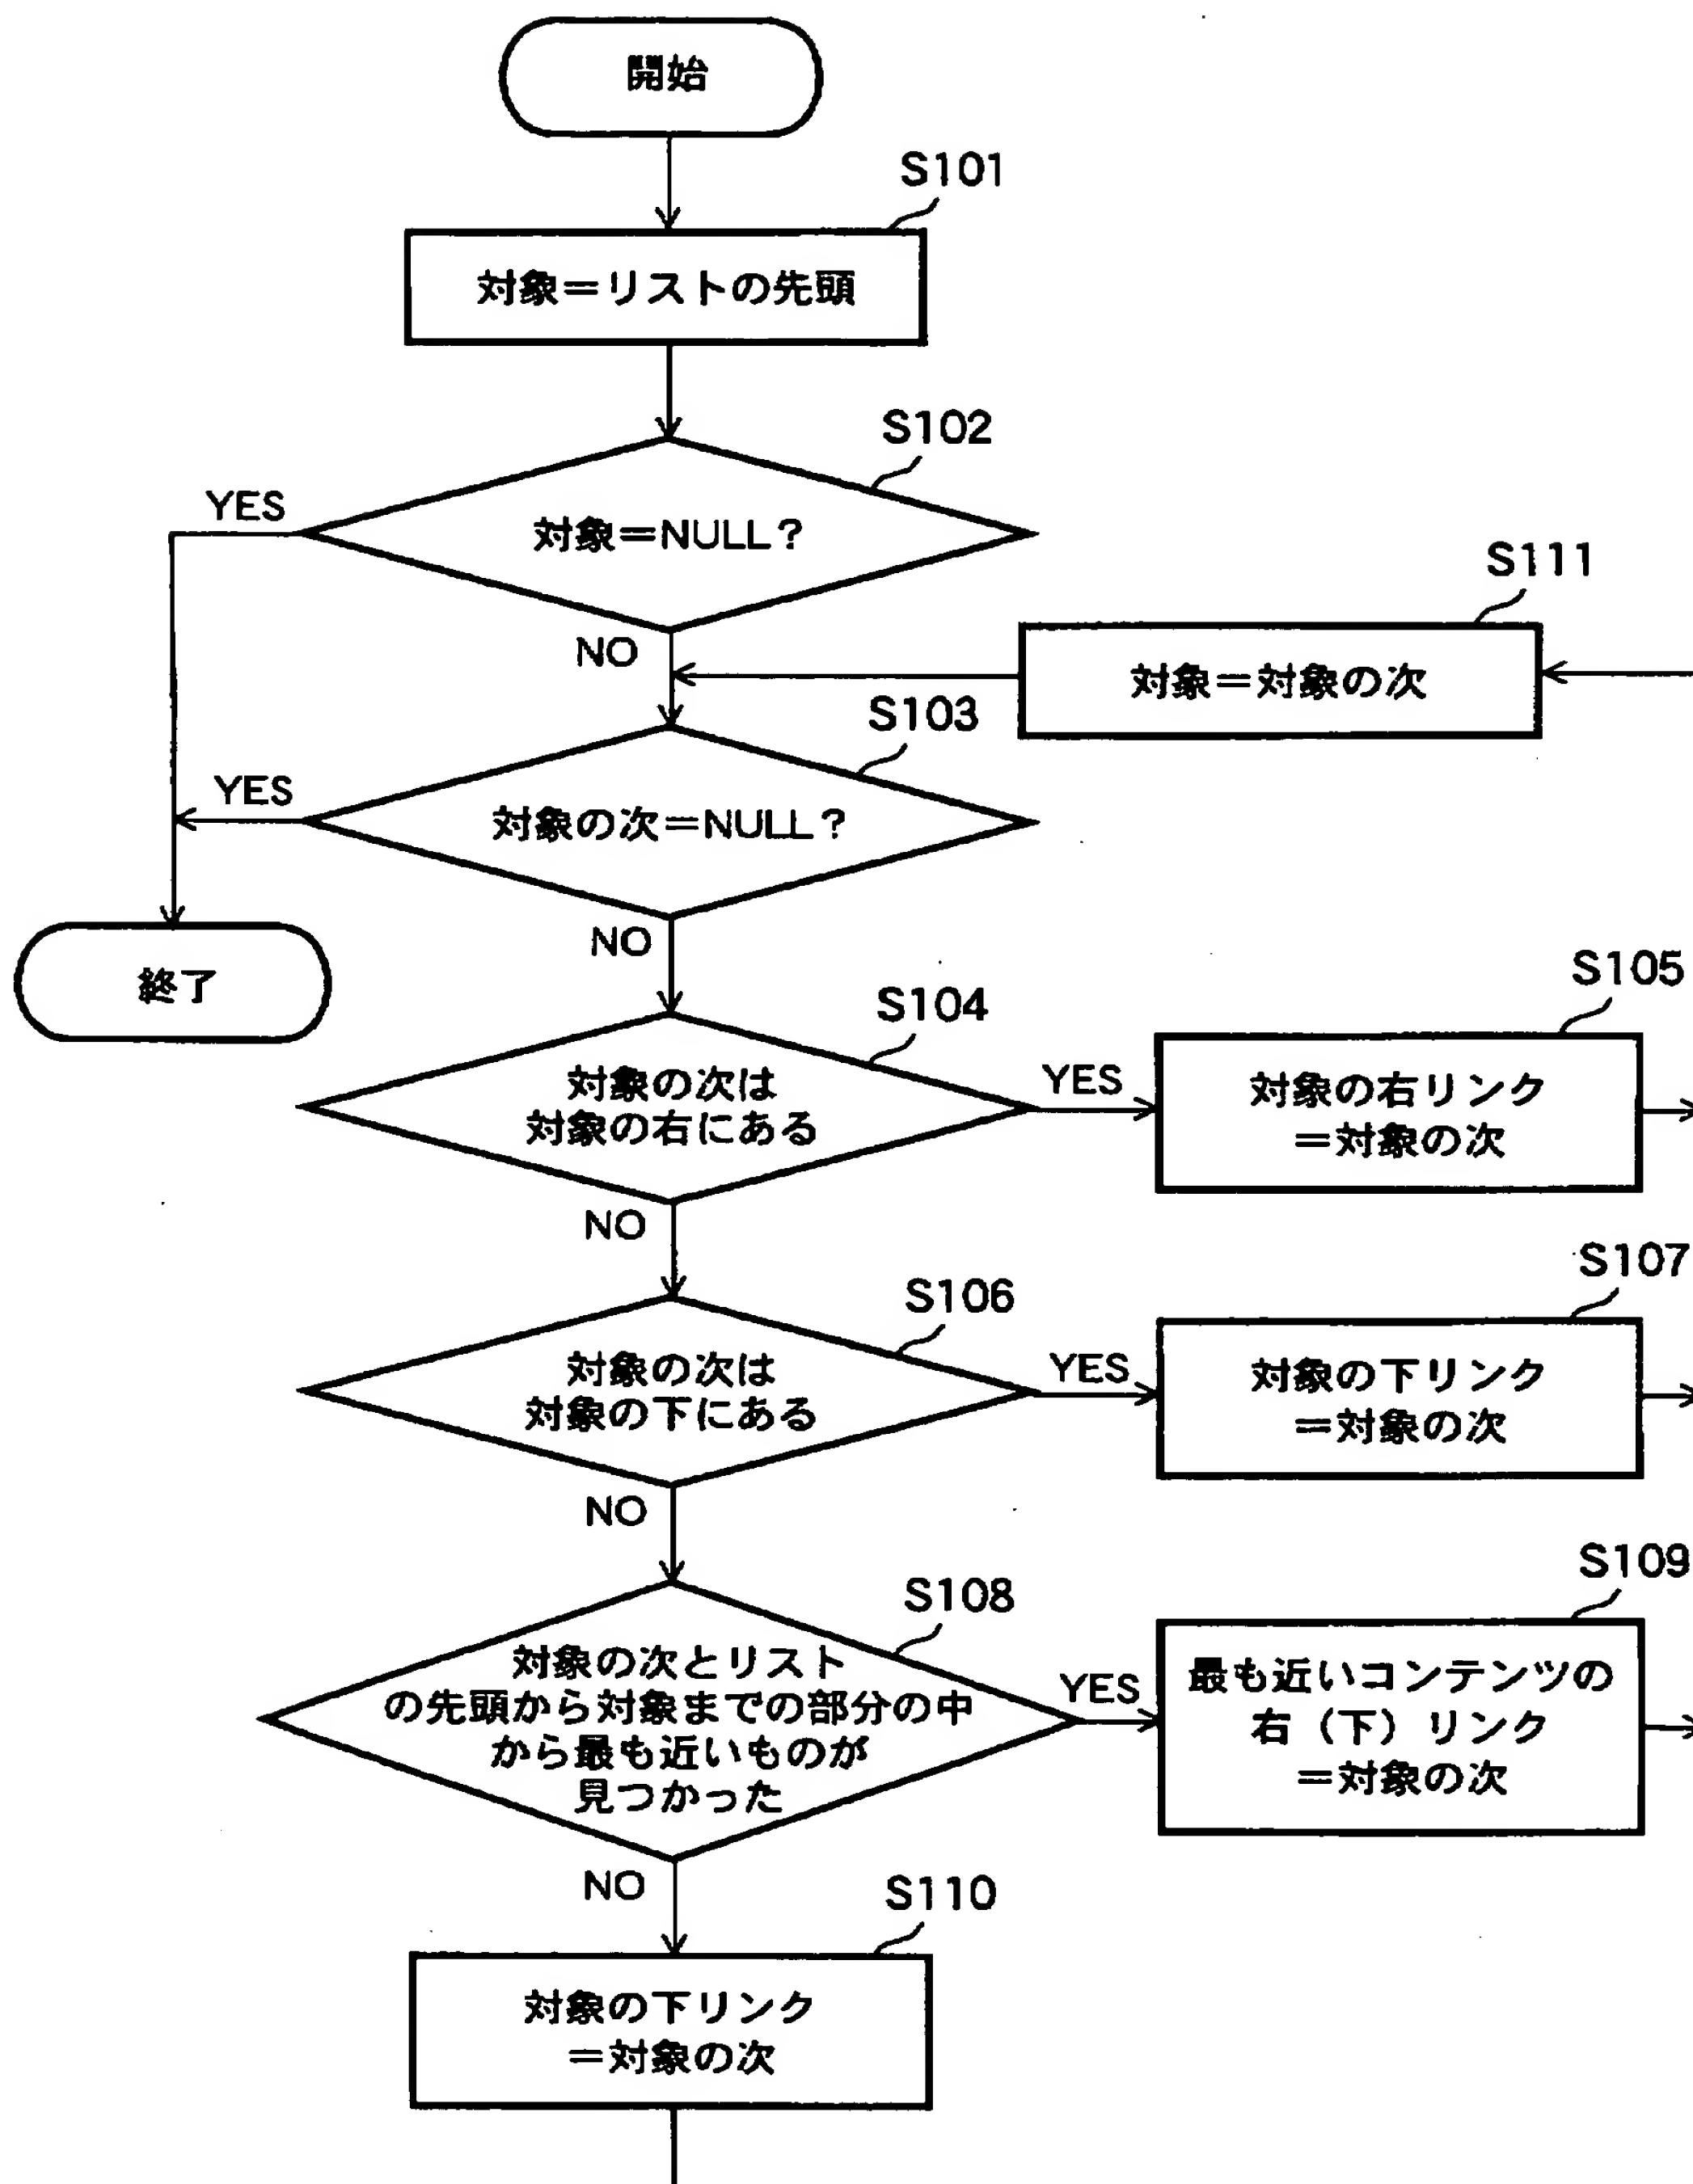 開始
S101
対象＝リストの先頭
S102
YES
対象＝NULL？
NO
S111
対象＝対象の次
S103
YES
対象の次＝NULL？
NO
終了
S104
対象の次は
対象の右にある
YES
S105
対象の右リンク
＝対象の次
NO
S106
対象の次は
対象の下にある
YES
S107
対象の下リンク
＝対象の次
NO
S108
対象の次とリスト
の先頭から対象までの部分の中
から最も近いものが
見つかった
YES
S109
最も近いコンテンツの
右（下）リンク
＝対象の次
NO
S110
対象の下リンク
＝対象の次